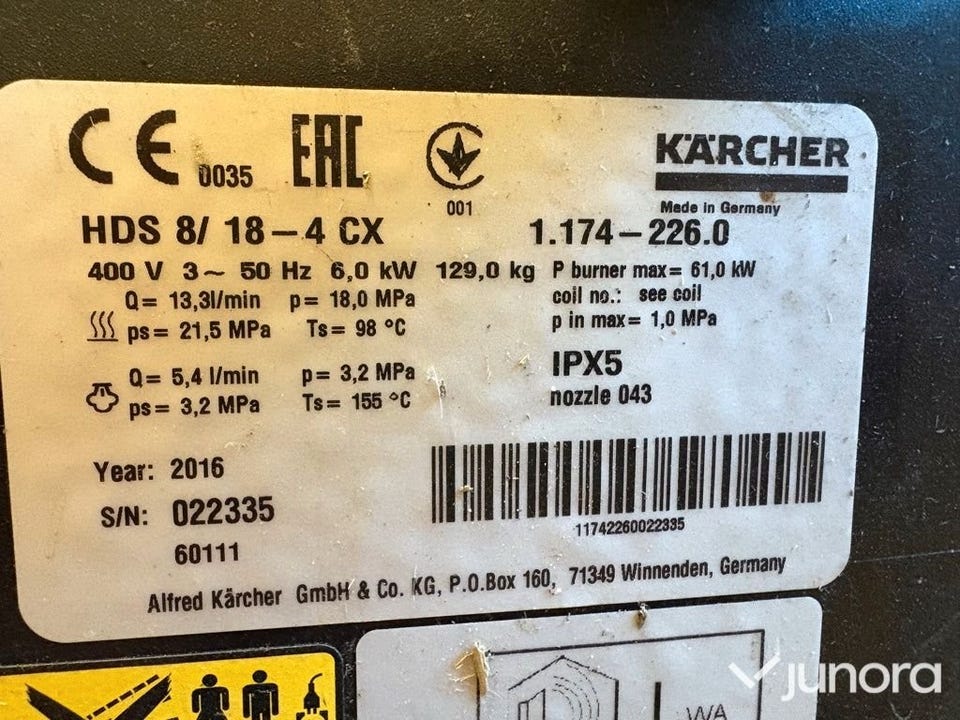 CE 0035 EAC 001
KÄRCHER
Made in Germany
HDS 8/ 18-4 CX 1.174-226.0
400 V 3~ 50 Hz 6,0 kW 129,0 kg P burner max= 61,0 kW
Q= 13,3l/min p= 18,0 MPa coil no.: see coil
ps= 21,5 MPa Ts= 98 °C p in max= 1,0 MPa
Q= 5,4 l/min p= 3,2 MPa IPX5
ps= 3,2 MPa Ts= 155 °C nozzle 043
Year: 2016
S/N: 022335
60111
11742260022335
Alfred Kärcher GmbH & Co. KG, P.O.Box 160, 71349 Winnenden, Germany
WA
junora